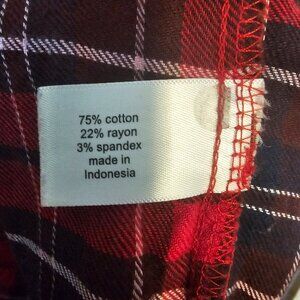 75% cotton
22% rayon
3% spandex
made in
Indonesia